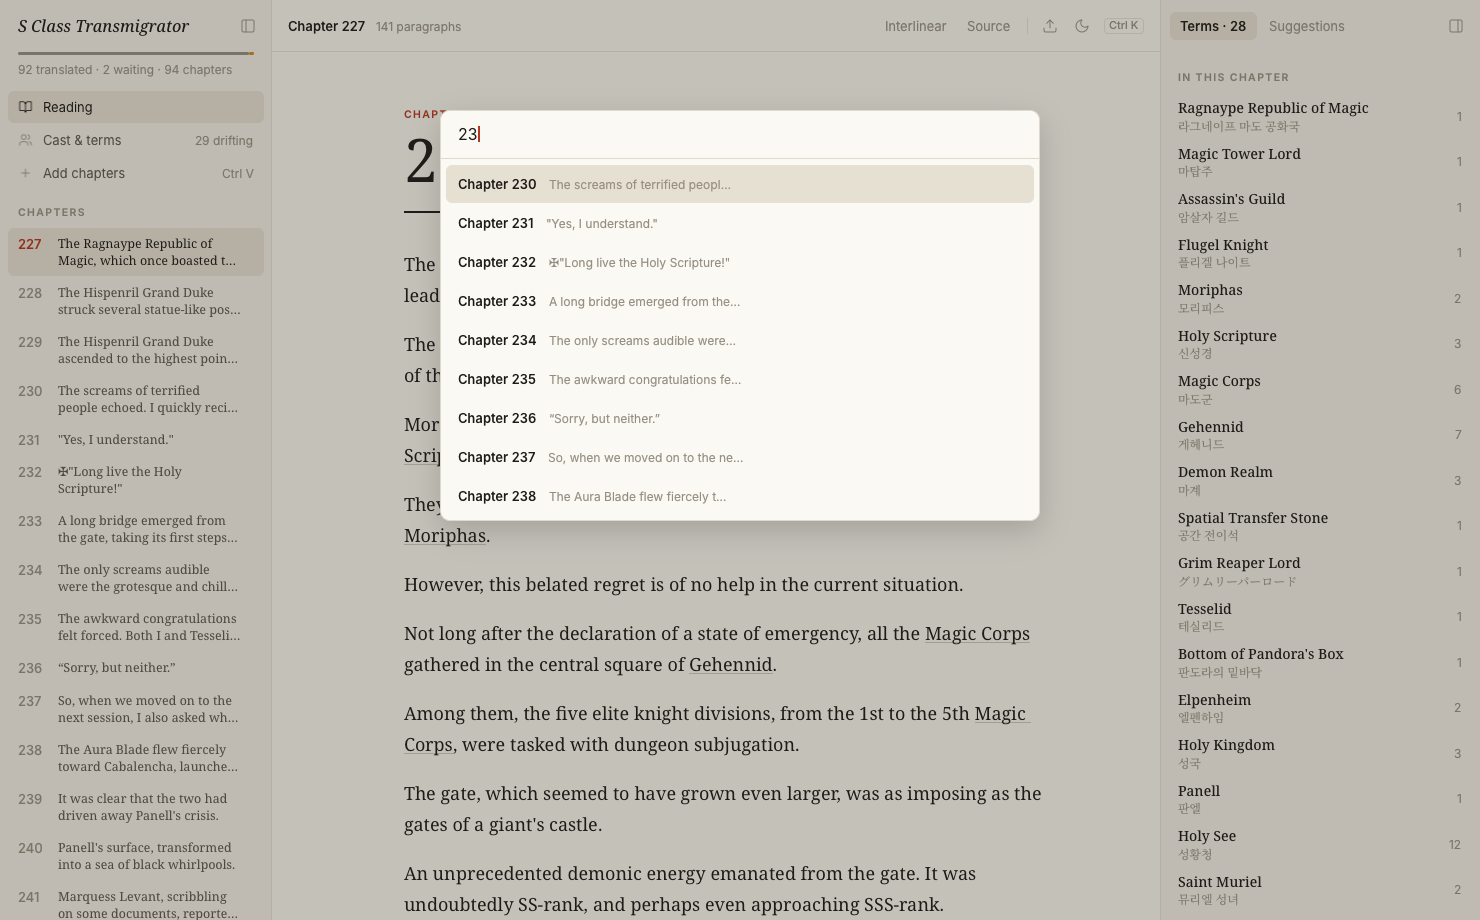 S Class Transmigrator
92 translated · 2 waiting · 94 chapters
Reading
Cast & terms 29 drifting
Add chapters Ctrl V
CHAPTERS
227 The Ragnaype Republic of
Magic, which once boasted t...
228 The Hispenril Grand Duke
struck several statue-like pos...
229 The Hispenril Grand Duke
ascended to the highest poin...
230 The screams of terrified
people echoed. I quickly reci...
231 "Yes, I understand."
232 ✠"Long live the Holy
Scripture!"
233 A long bridge emerged from
the gate, taking its first steps...
234 The only screams audible
were the grotesque and chill...
235 The awkward congratulations
felt forced. Both I and Tesseli...
236 “Sorry, but neither.”
237 So, when we moved on to the
next session, I also asked wh...
238 The Aura Blade flew fiercely
toward Cabalencha, launche...
239 It was clear that the two had
driven away Panell's crisis.
240 Panell's surface, transformed
into a sea of black whirlpools.
241 Marquess Levant, scribbling
on some documents, reporte...
Chapter 227 141 paragraphs
Interlinear Source Ctrl K
CHAPT
2
23
Chapter 230 The screams of terrified peopl...
Chapter 231 "Yes, I understand."
Chapter 232 ✠"Long live the Holy Scripture!"
Chapter 233 A long bridge emerged from the...
Chapter 234 The only screams audible were...
Chapter 235 The awkward congratulations fe...
Chapter 236 “Sorry, but neither.”
Chapter 237 So, when we moved on to the ne...
Chapter 238 The Aura Blade flew fiercely t...
The
lead
The
of th
Mor
Scrip
They
Moriphas.
However, this belated regret is of no help in the current situation.
Not long after the declaration of a state of emergency, all the Magic Corps
gathered in the central square of Gehennid.
Among them, the five elite knight divisions, from the 1st to the 5th Magic
Corps, were tasked with dungeon subjugation.
The gate, which seemed to have grown even larger, was as imposing as the
gates of a giant's castle.
An unprecedented demonic energy emanated from the gate. It was
undoubtedly SS-rank, and perhaps even approaching SSS-rank.
Terms · 28 Suggestions
IN THIS CHAPTER
Ragnaype Republic of Magic 1
라그네이프 마도 공화국
Magic Tower Lord 1
마탑주
Assassin's Guild 1
암살자 길드
Flugel Knight 1
플리겔 나이트
Moriphas 2
모리피스
Holy Scripture 3
신성경
Magic Corps 6
마도군
Gehennid 7
게헤니드
Demon Realm 3
마계
Spatial Transfer Stone 1
공간 전이석
Grim Reaper Lord 1
グリムリーパーロード
Tesselid 1
테실리드
Bottom of Pandora's Box 1
판도라의 밑바닥
Elpenheim 2
엘펜하임
Holy Kingdom 3
성국
Panell 1
판엘
Holy See 12
성황청
Saint Muriel 2
뮤리엘 성녀